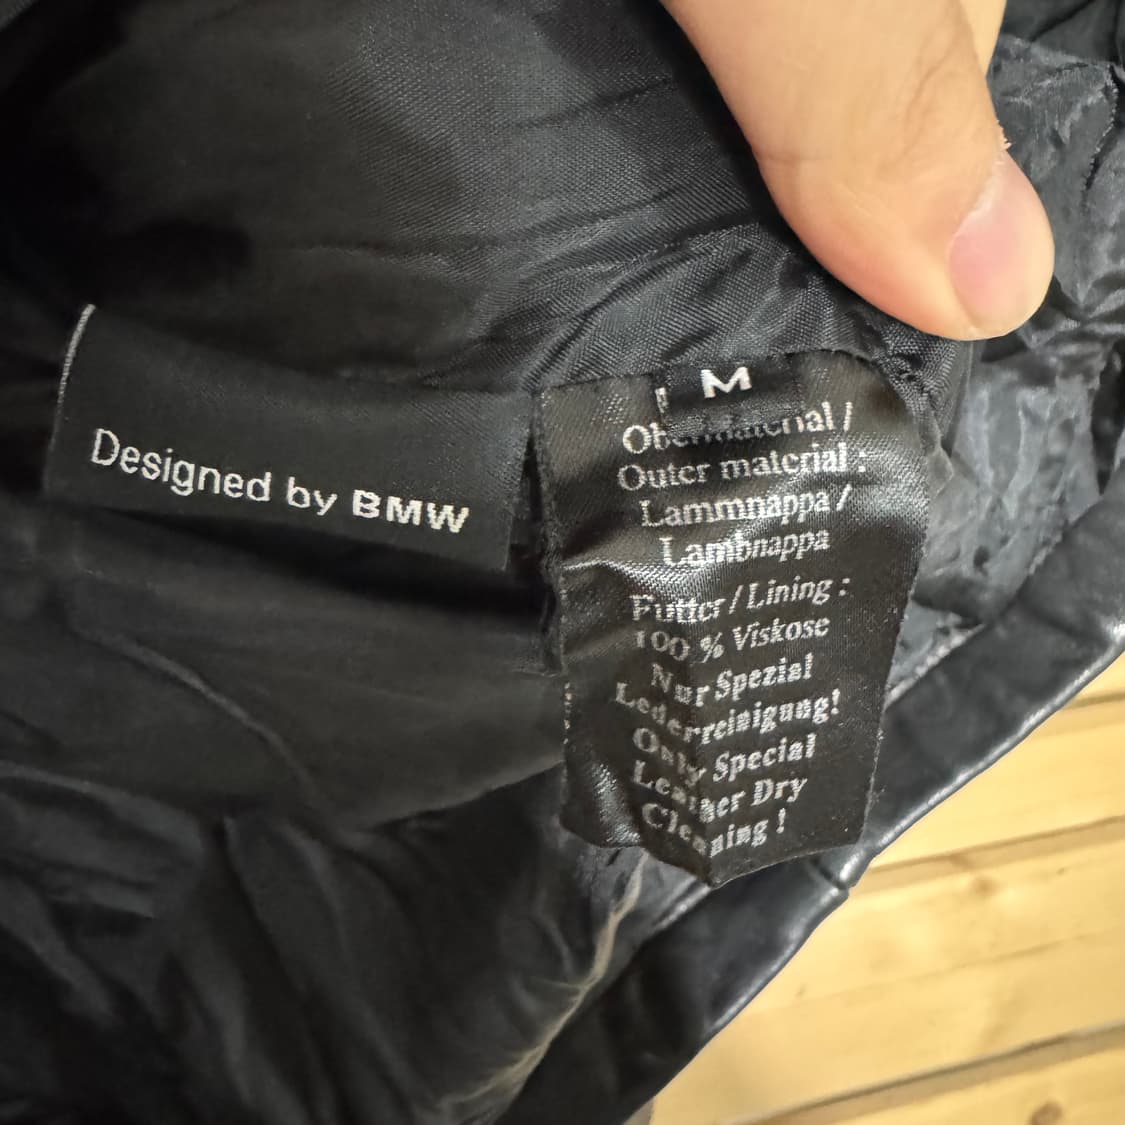 Designed by BMW
M
Obermaterial /
Outer material :
Lammnappa /
Lambnappa
Futter / Lining :
100 % Viskose
Nur Spezial
Lederreinigung!
Only Special
Leather Dry
Cleaning !